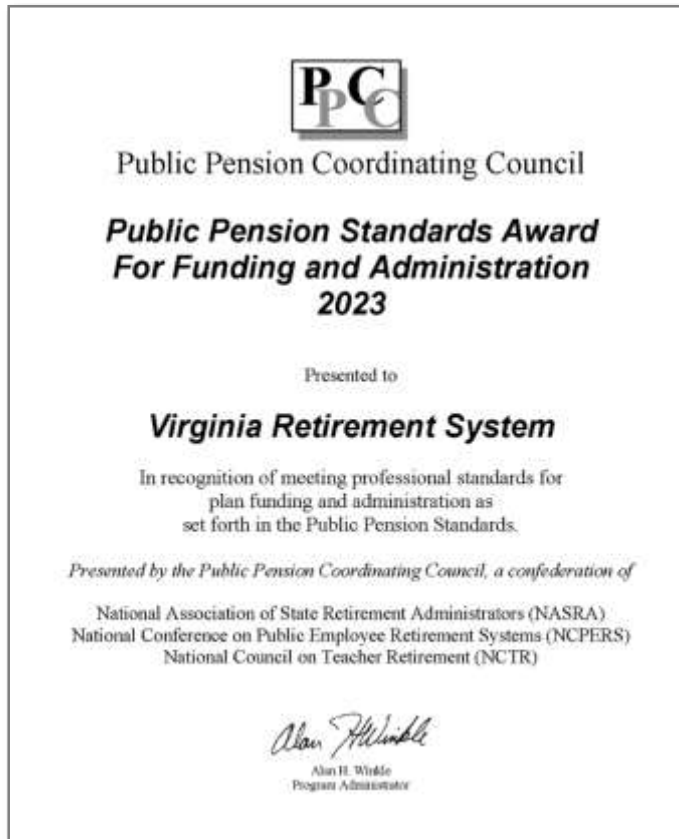 PPCC
Public Pension Coordinating Council
Public Pension Standards Award
For Funding and Administration
2023
Presented to
Virginia Retirement System
In recognition of meeting professional standards for
plan funding and administration as
set forth in the Public Pension Standards.
Presented by the Public Pension Coordinating Council, a confederation of
National Association of State Retirement Administrators (NASRA)
National Conference on Public Employee Retirement Systems (NCPERS)
National Council on Teacher Retirement (NCTR)
Alan H Winkle
Alan H. Winkle
Program Administrator